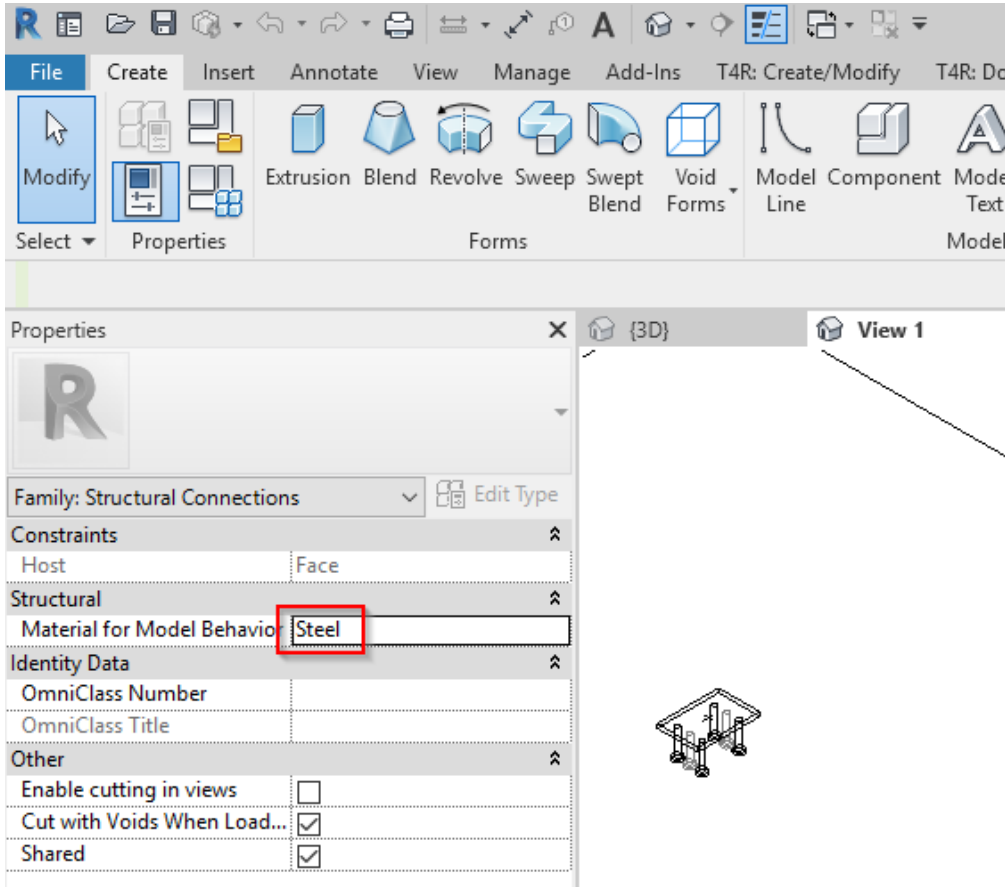 File Create Insert Annotate View Manage Add-Ins T4R: Create/Modify T4R: Do
Modify
Extrusion Blend Revolve Sweep Swept Blend Void Forms Model Line Component Mode Text
Select Properties Forms Model
Properties
{3D} View 1
Family: Structural Connections Edit Type
Constraints
Host Face
Structural
Material for Model Behavior Steel
Identity Data
OmniClass Number
OmniClass Title
Other
Enable cutting in views
Cut with Voids When Load...
Shared